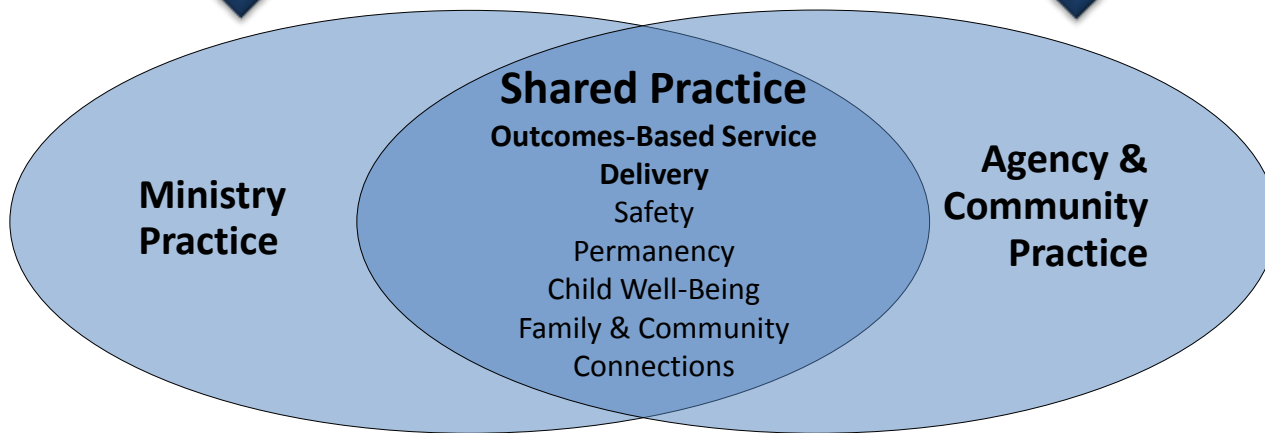 Ministry
Practice
Shared Practice
Outcomes-Based Service
Delivery
Safety
Permanency
Child Well-Being
Family & Community
Connections
Agency &
Community
Practice